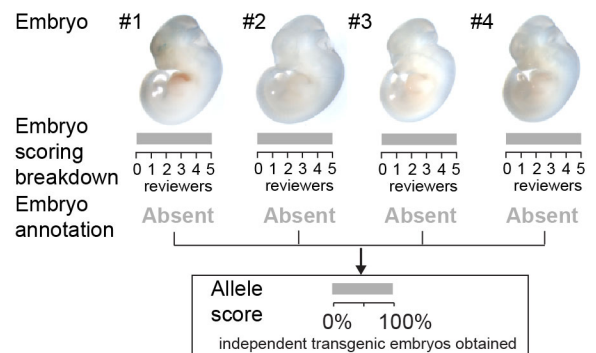 Embryo #1 #2 #3 #4
Embryo scoring breakdown
0 1 2 3 4 5 0 1 2 3 4 5 0 1 2 3 4 5 0 1 2 3 4 5
reviewers reviewers reviewers reviewers
Embryo annotation
Absent Absent Absent Absent
Allele score
0% 100%
independent transgenic embryos obtained